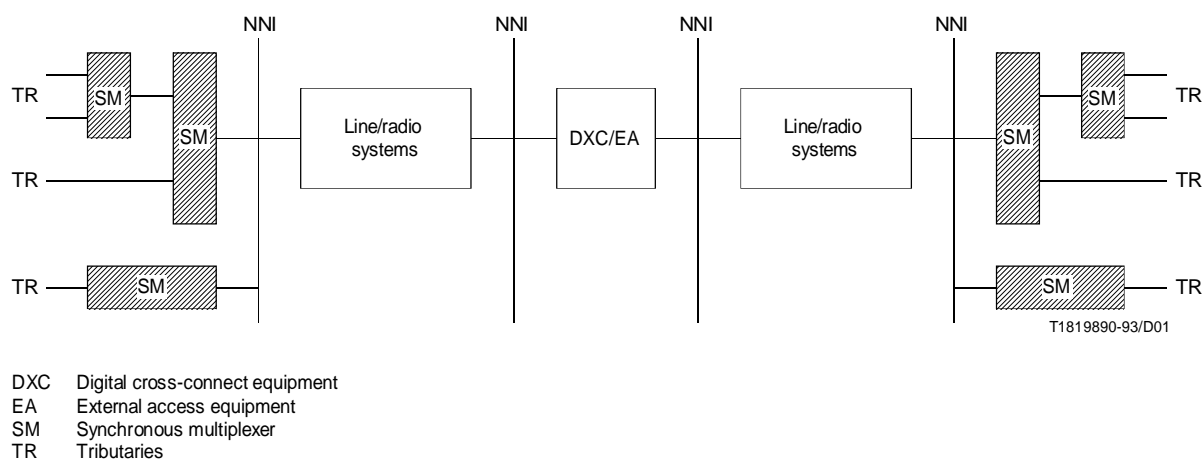 NNI NNI NNI NNI
TR SM SM Line/radio systems DXC/EA Line/radio systems SM SM TR
TR TR
TR SM SM TR
T1819890-93/D01
DXC Digital cross-connect equipment
EA External access equipment
SM Synchronous multiplexer
TR Tributaries